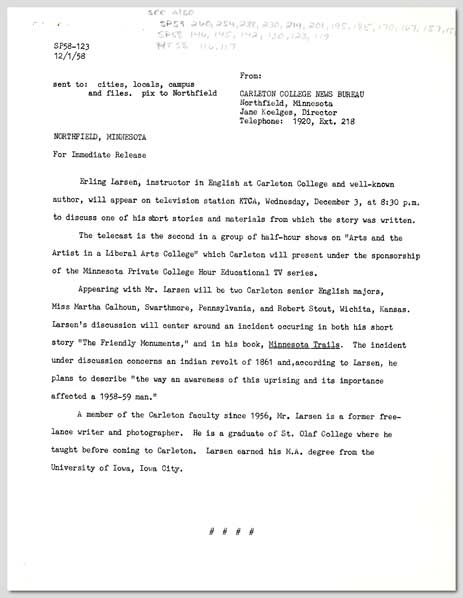 see also
SP59 260, 254, 238, 230, 219, 201, 195, 185, 170, 167, 157, 151
SP58 146, 145, 142, 130, 123, 119
SP58-123
HT58 116, 117
12/1/58
From:
sent to: cities, locals, campus
and files. pix to Northfield
CARLETON COLLEGE NEWS BUREAU
Northfield, Minnesota
Jane Koelges, Director
Telephone: 1920, Ext. 218
NORTHFIELD, MINNESOTA
For Immediate Release
Erling Larsen, instructor in English at Carleton College and well-known
author, will appear on television station KTCA, Wednesday, December 3, at 8:30 p.m.
to discuss one of his short stories and materials from which the story was written.
The telecast is the second in a group of half-hour shows on "Arts and the
Artist in a Liberal Arts College" which Carleton will present under the sponsorship
of the Minnesota Private College Hour Educational TV series.
Appearing with Mr. Larsen will be two Carleton senior English majors,
Miss Martha Calhoun, Swarthmore, Pennsylvania, and Robert Stout, Wichita, Kansas.
Larsen's discussion will center around an incident occuring in both his short
story "The Friendly Monuments," and in his book, Minnesota Trails. The incident
under discussion concerns an indian revolt of 1861 and,according to Larsen, he
plans to describe "the way an awareness of this uprising and its importance
affected a 1958-59 man."
A member of the Carleton faculty since 1956, Mr. Larsen is a former free-
lance writer and photographer. He is a graduate of St. Olaf College where he
taught before coming to Carleton. Larsen earned his M.A. degree from the
University of Iowa, Iowa City.
# # # #